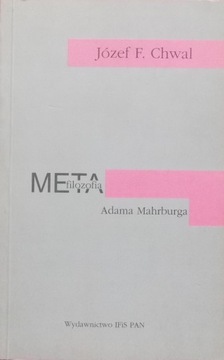 Józef F. Chwal
META
filozofia
Adama Mahrburga
Wydawnictwo IFiS PAN